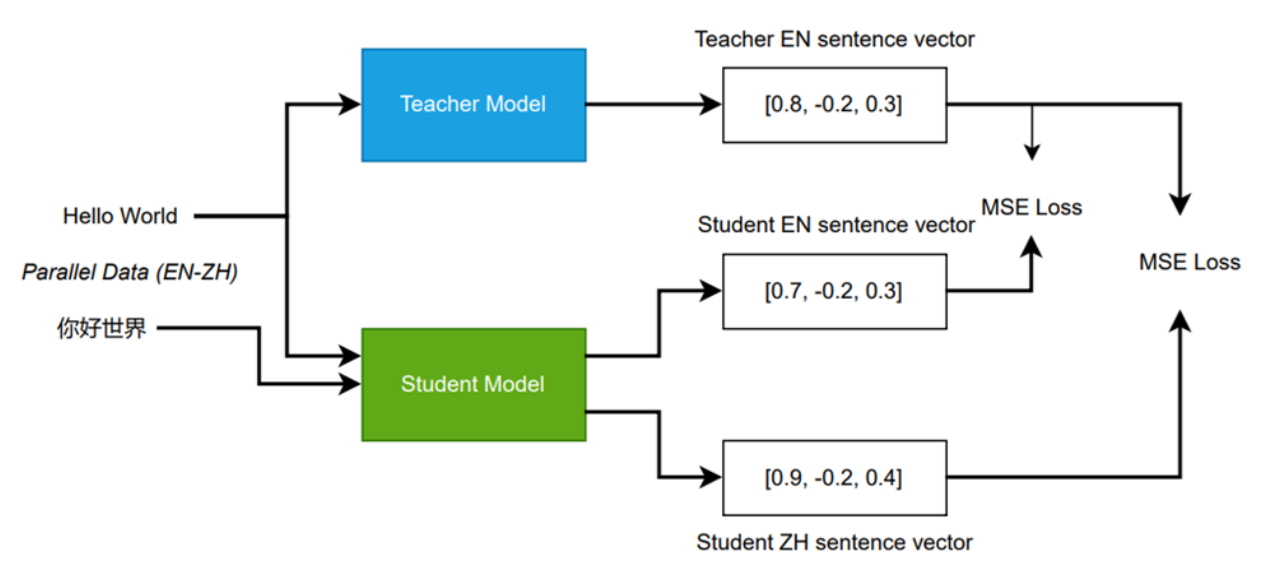 Teacher EN sentence vector
Teacher Model
[0.8, -0.2, 0.3]
Hello World
Parallel Data (EN-ZH)
你好世界
MSE Loss
Student EN sentence vector
[0.7, -0.2, 0.3]
MSE Loss
Student Model
[0.9, -0.2, 0.4]
Student ZH sentence vector